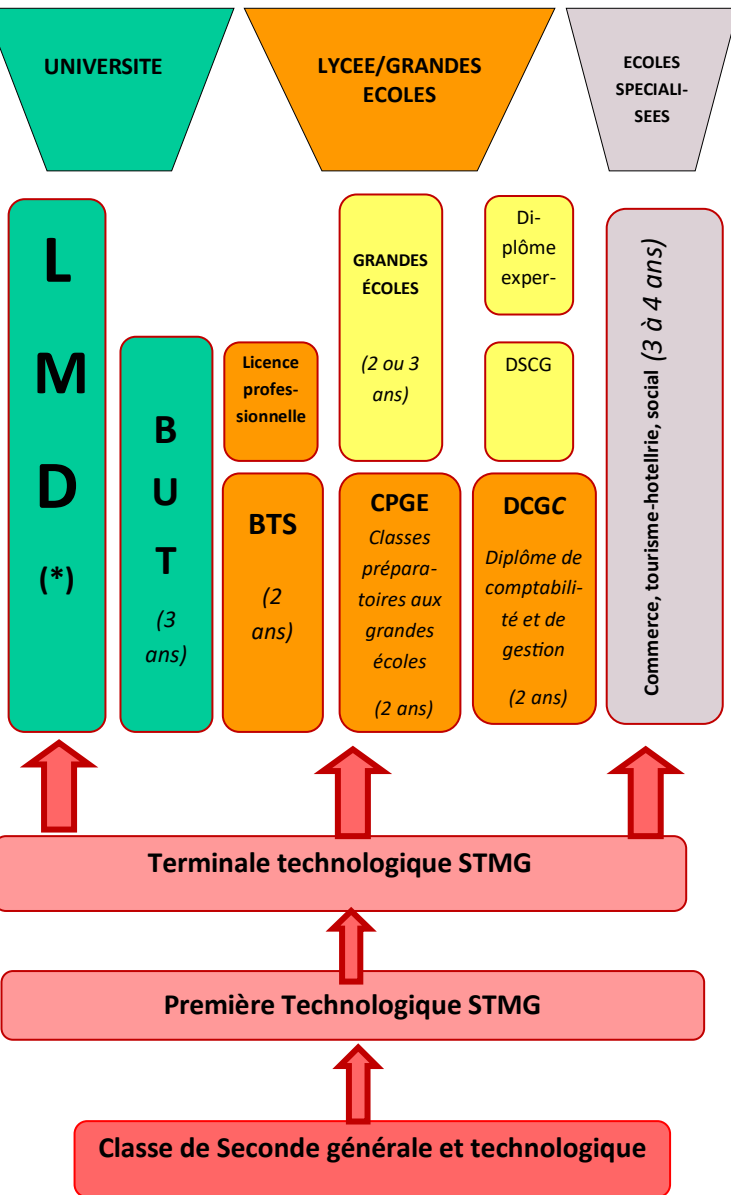 UNIVERSITE
LYCEE/GRANDES
ECOLES
ECOLES
SPECIALI-
SEES
L
M
D
(*)
B
U
T
(3
ans)
Licence
profes-
sionnelle
BTS
(2
ans)
GRANDES
ÉCOLES
(2 ou 3
ans)
CPGE
Classes
prépara-
toires aux
grandes
écoles
(2 ans)
Di-
plôme
exper-
DSCG
DCGC
Diplôme de
comptabili-
té et de
gestion
(2 ans)
Commerce, tourisme-hotellrie, social (3 à 4 ans)
Terminale technologique STMG
Première Technologique STMG
Classe de Seconde générale et technologique